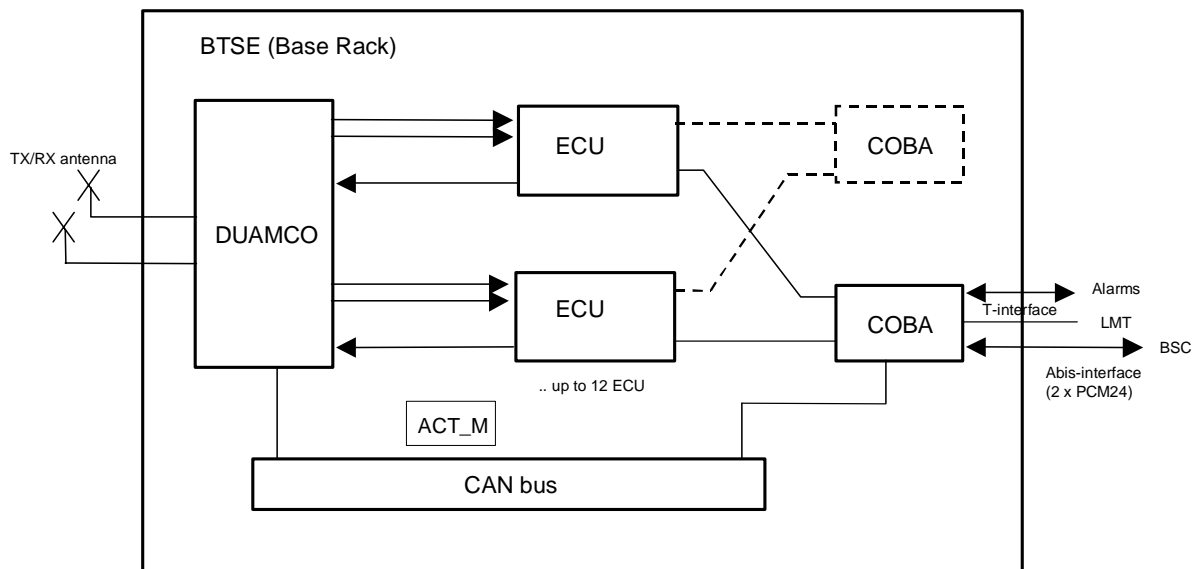 BTSE (Base Rack)
TX/RX antenna
DUAMCO
ECU
COBA
ECU
COBA
Alarms
T-interface
LMT
BSC
Abis-interface
(2 x PCM24)
.. up to 12 ECU
ACT_M
CAN bus